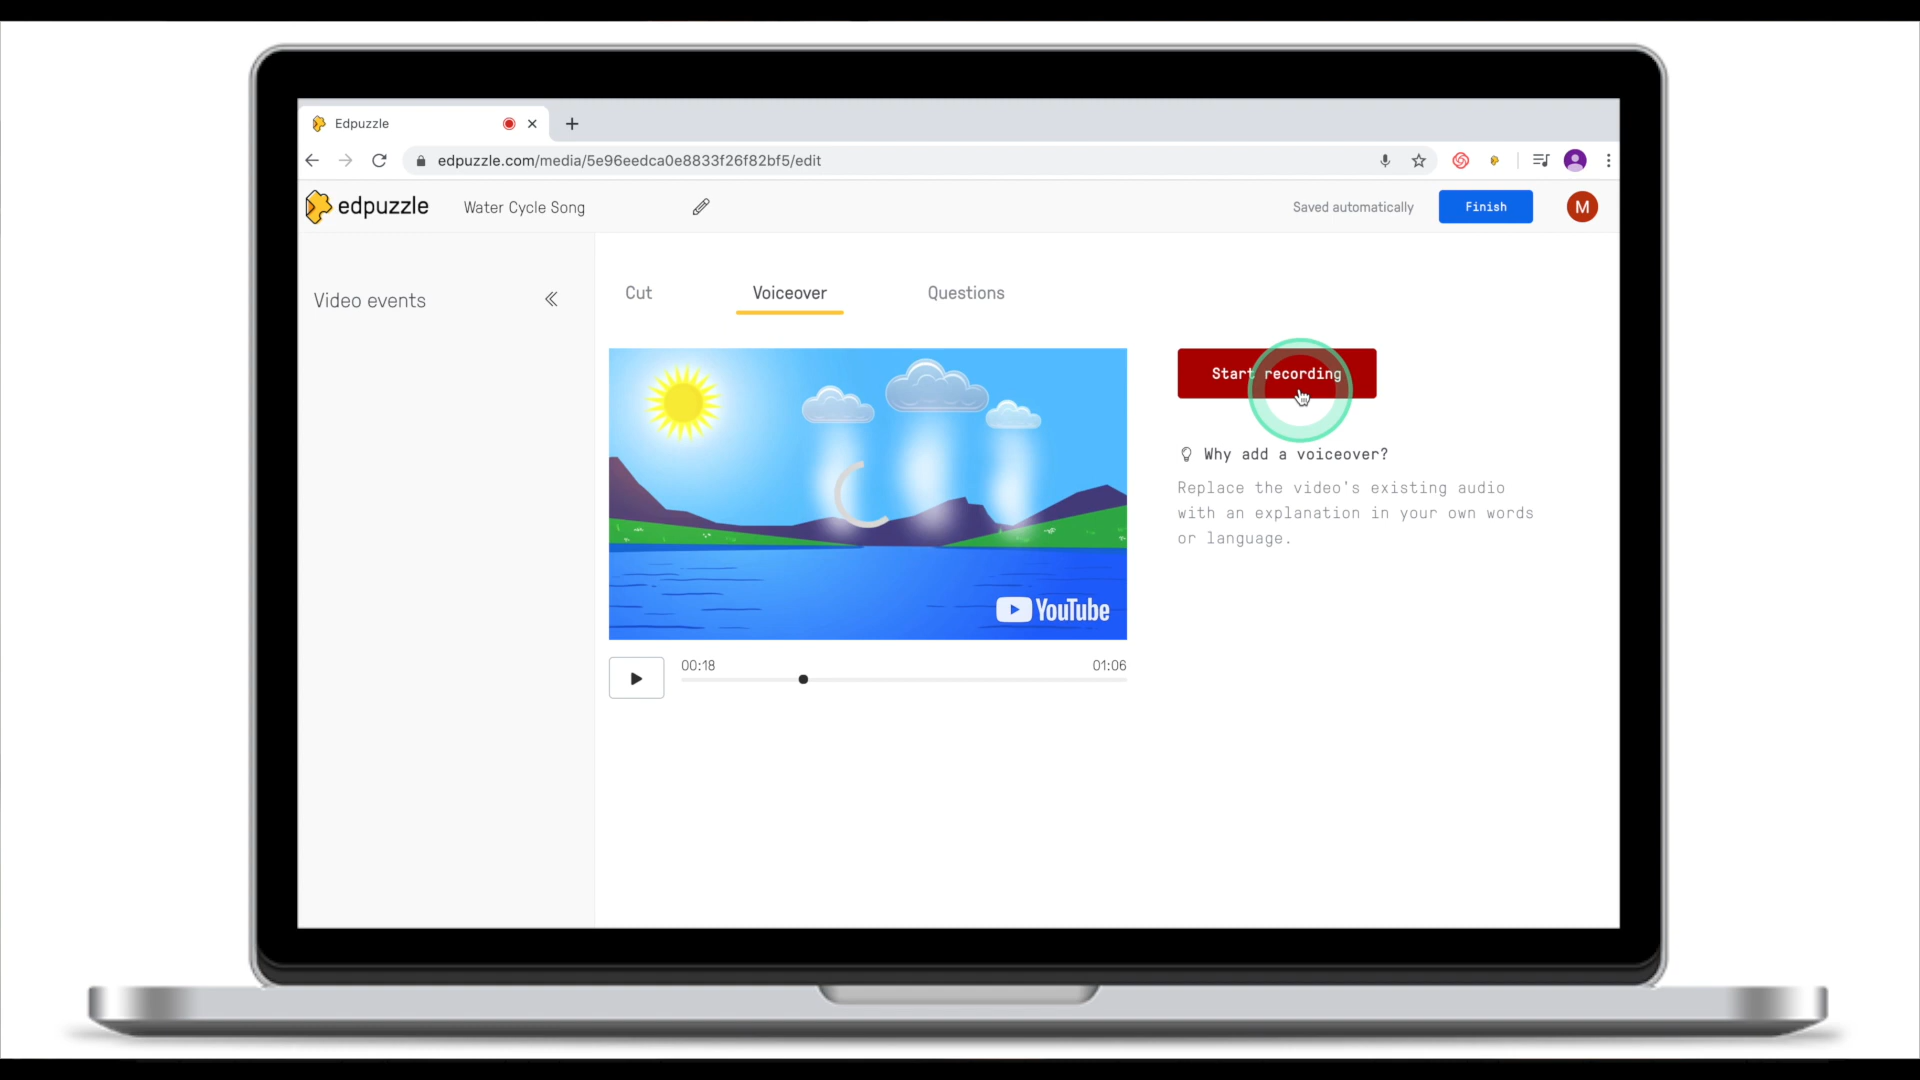 Edpuzzle
edpuzzle.com/media/5e96eedca0e8833f26f82bf5/edit
edpuzzle
Water Cycle Song
Saved automatically
Finish
M
Video events
Cut
Voiceover
Questions
Start recording
Why add a voiceover?
Replace the video's existing audio
with an explanation in your own words
or language.
YouTube
00:18
01:06